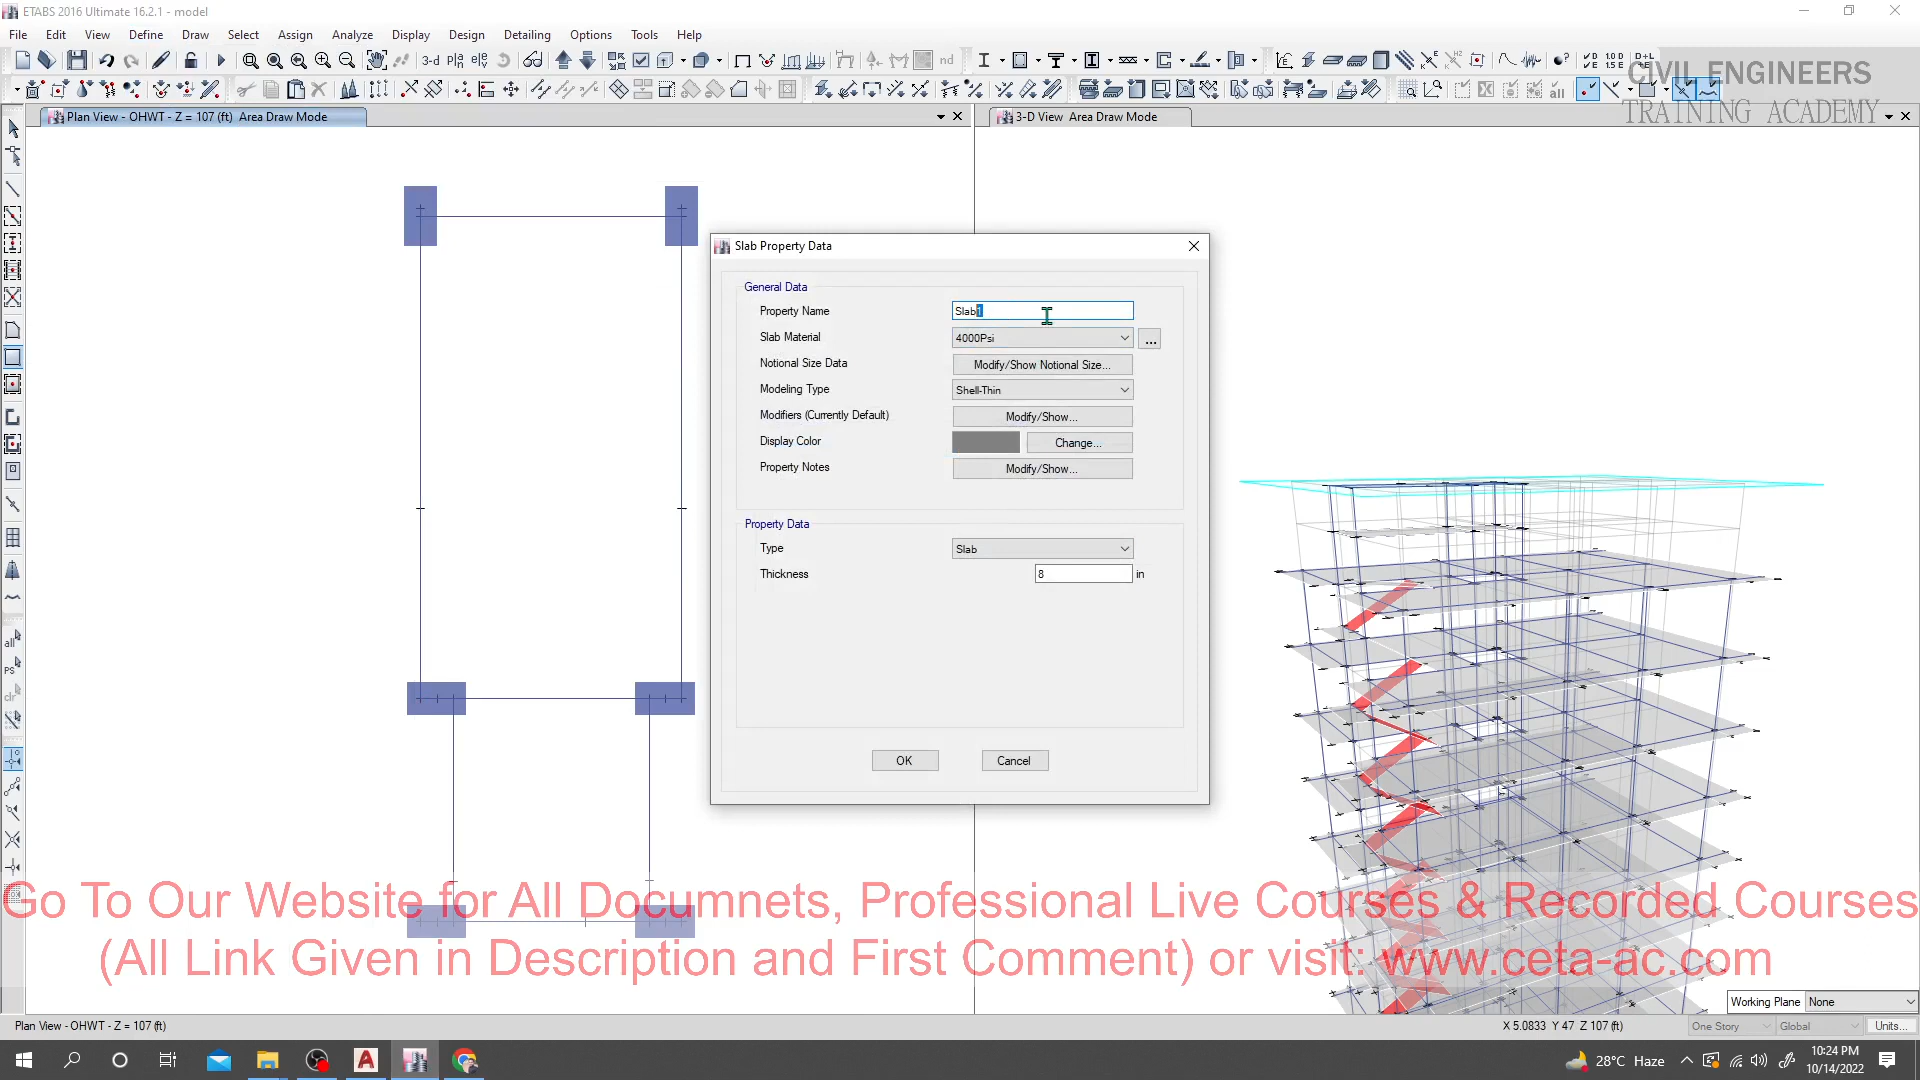 ETABS 2016 Ultimate 16.2.1 - model
File Edit View Define Draw Select Assign Analyze Display Design Detailing Options Tools Help
3-d
nd
CIVIL ENGINEERS
TRAINING ACADEMY
all
Plan View - OHWT - Z = 107 (ft) Area Draw Mode
3-D View Area Draw Mode
Slab Property Data
General Data
Property Name Slab1
Slab Material 4000Psi ...
Notional Size Data Modify/Show Notional Size...
Modeling Type Shell-Thin
Modifiers (Currently Default) Modify/Show...
Display Color Change...
Property Notes Modify/Show...
Property Data
Type Slab
Thickness 8 in
OK Cancel
all
PS
clr
Go To Our Website for All Documnets, Professional Live Courses & Recorded Courses
(All Link Given in Description and First Comment) or visit: www.ceta-ac.com
Working Plane None
Plan View - OHWT - Z = 107 (ft)
X 5.0833 Y 47 Z 107 (ft)
One Story Global Units...
28°C Haze
10:24 PM
10/14/2022